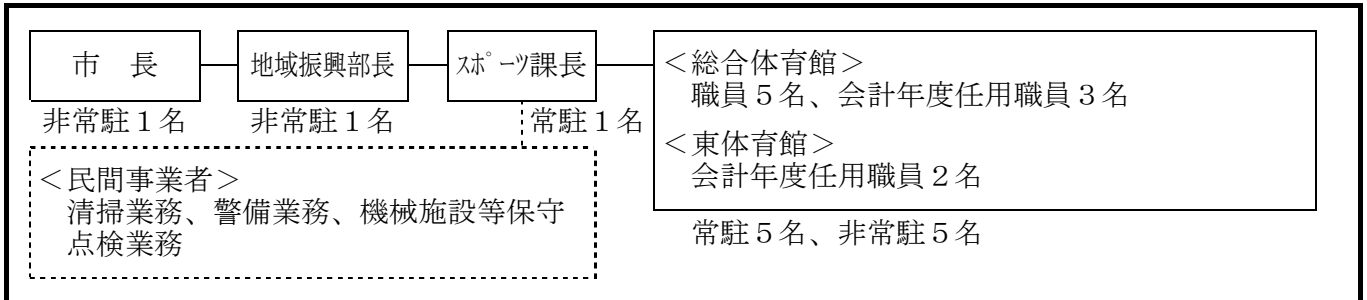 市　長
地域振興部長
ｽﾎﾟｰﾂ課長
非常駐１名
非常駐１名
常駐１名
＜総合体育館＞
職員５名、会計年度任用職員３名
＜東体育館＞
会計年度任用職員２名
常駐５名、非常駐５名
＜民間事業者＞
清掃業務、警備業務、機械施設等保守
点検業務